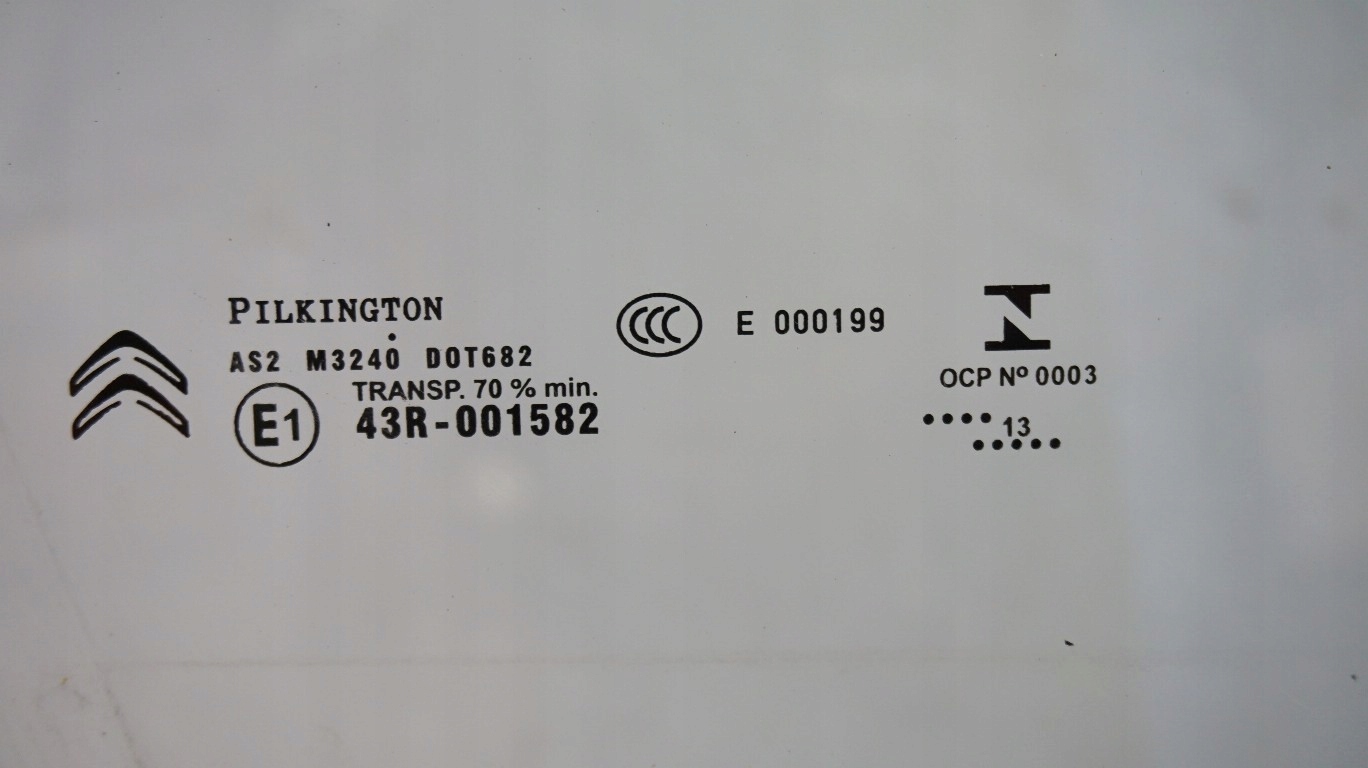 PILKINGTON
AS2 M3240 DOT682
TRANSP. 70 % min.
E1 43R-001582
CCC E 000199
OCP Nº 0003
•••• 13
•••••